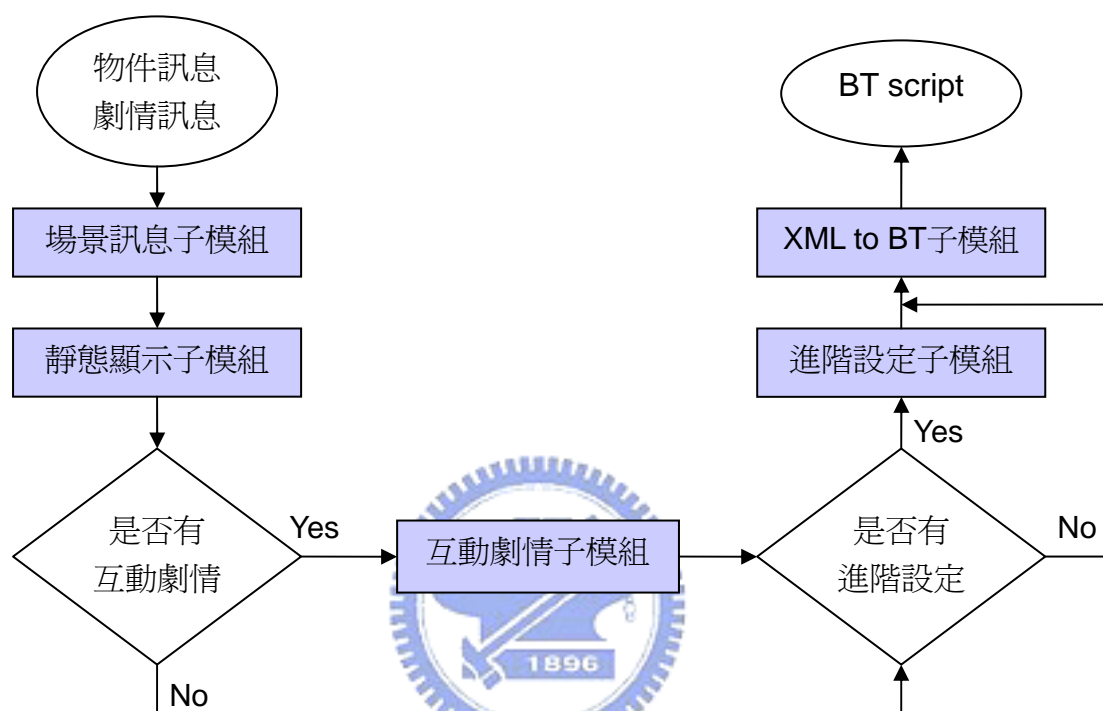 物件訊息
劇情訊息
場景訊息子模組
靜態顯示子模組
是否有
互動劇情
Yes
No
互動劇情子模組
1896
是否有
進階設定
Yes
No
進階設定子模組
XML to BT子模組
BT script